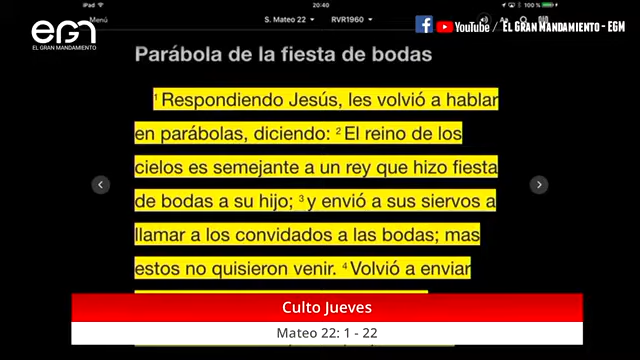 iPad
20:40
100 %
Menú
S. Mateo 22
RVR1960
YouTube / El Gran Mandamiento - EGM
EGM
EL GRAN MANDAMIENTO
Parábola de la fiesta de bodas
1 Respondiendo Jesús, les volvió a hablar
en parábolas, diciendo: 2 El reino de los
cielos es semejante a un rey que hizo fiesta
de bodas a su hijo; 3 y envió a sus siervos a
llamar a los convidados a las bodas; mas
estos no quisieron venir. 4 Volvió a enviar
Culto Jueves
Mateo 22: 1 - 22